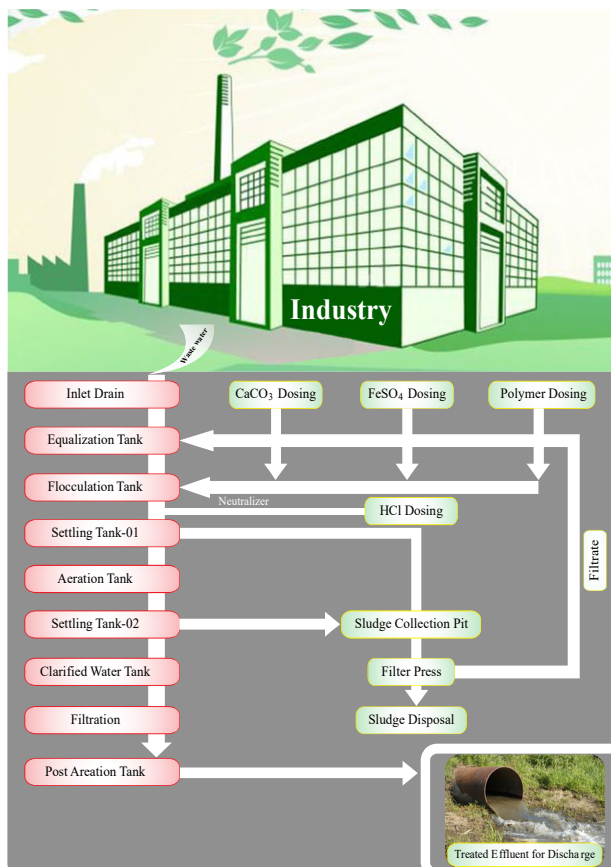 Industry
Waste water
Inlet Drain
CaCO₃ Dosing
FeSO₄ Dosing
Polymer Dosing
Equalization Tank
Flocculation Tank
Neutralizer
HCl Dosing
Settling Tank-01
Filtrate
Aeration Tank
Settling Tank-02
Sludge Collection Pit
Clarified Water Tank
Filter Press
Filtration
Sludge Disposal
Post Areation Tank
Treated Effluent for Discharge